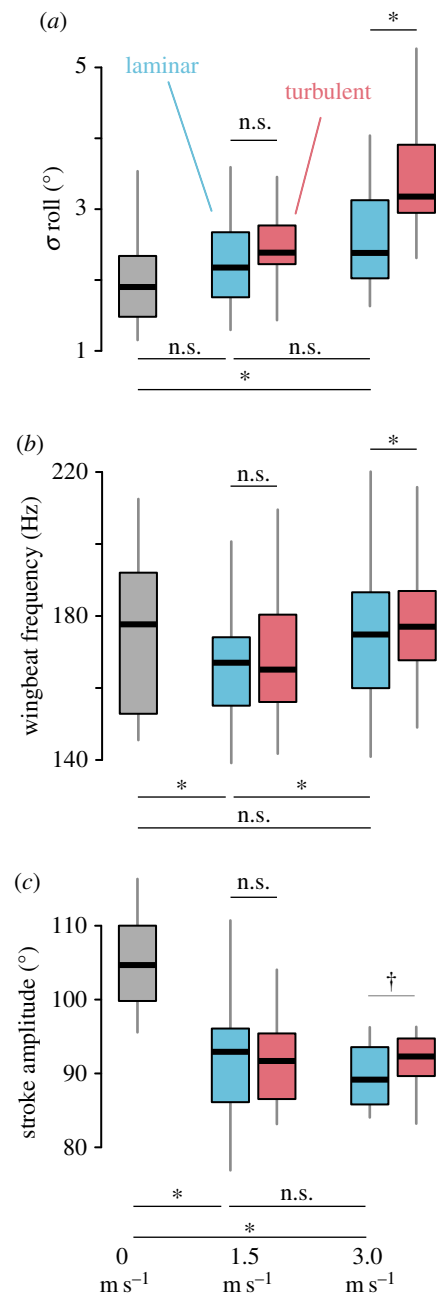 (a)
*
5
laminar
turbulent
n.s.
σ roll (°)
3
1
n.s.
n.s.
*
(b)
*
220
n.s.
wingbeat frequency (Hz)
180
140
*
*
n.s.
(c)
n.s.
110
†
stroke amplitude (°)
100
90
80
*
n.s.
*
0
1.5
3.0
m s⁻¹
m s⁻¹
m s⁻¹